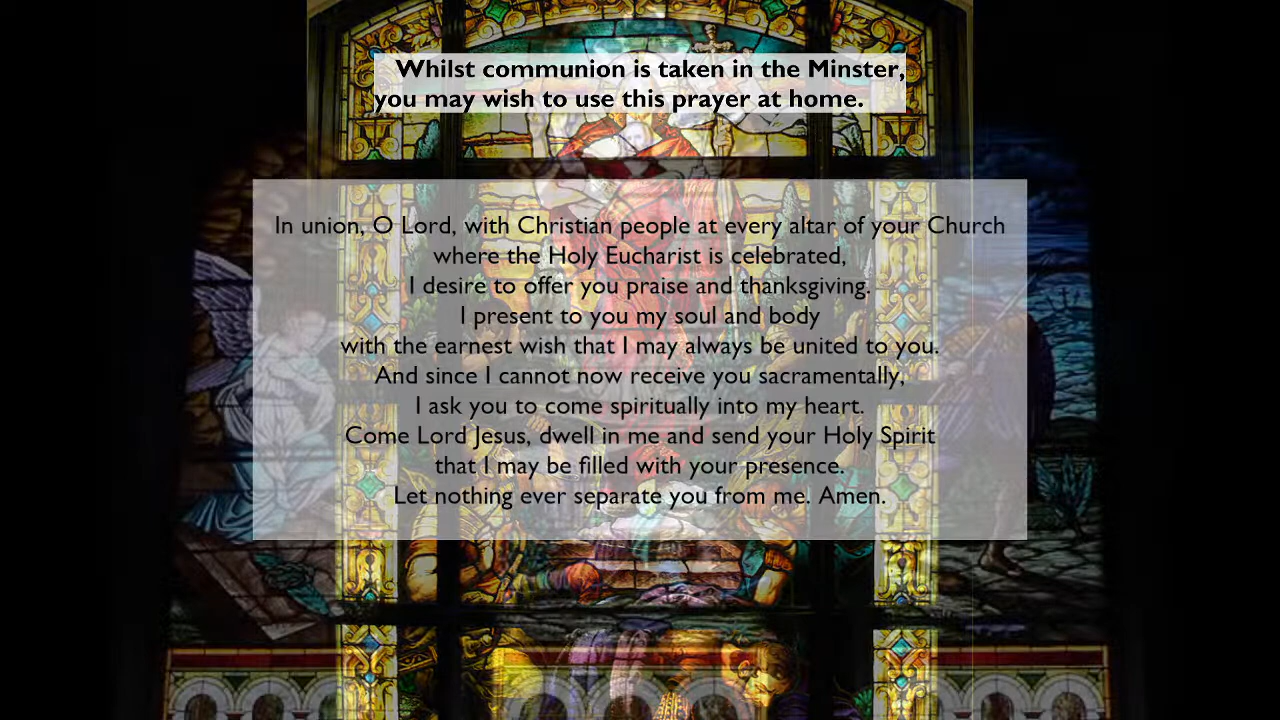 Whilst communion is taken in the Minster,
you may wish to use this prayer at home.
In union, O Lord, with Christian people at every altar of your Church
where the Holy Eucharist is celebrated,
I desire to offer you praise and thanksgiving.
I present to you my soul and body
with the earnest wish that I may always be united to you.
And since I cannot now receive you sacramentally,
I ask you to come spiritually into my heart.
Come Lord Jesus, dwell in me and send your Holy Spirit
that I may be filled with your presence.
Let nothing ever separate you from me. Amen.